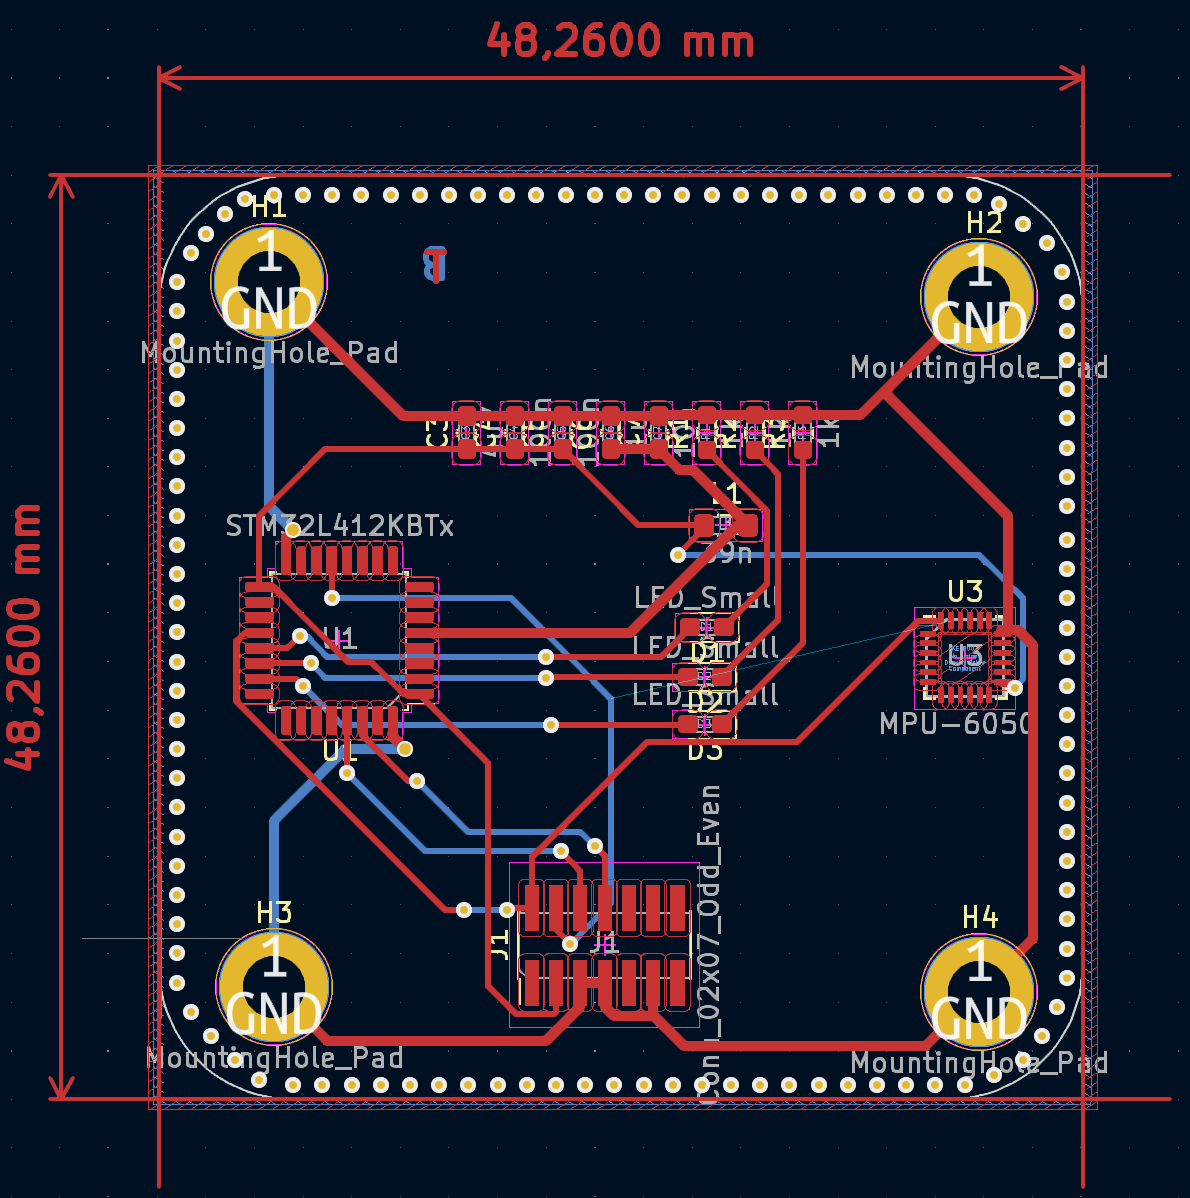 48,2600 mm
H1
1
GND
MountingHole_Pad
H2
1
GND
MountingHole_Pad
48,2600 mm
1k
L1
39n
STM32L412KBTx
U1
U1
LED_Small
D1
LED_Small
D2
LED_Small
D3
U3
U3
MPU-6050
H3
1
GND
MountingHole_Pad
J1
J1
Conn_02x07_Odd_Even
H4
1
GND
MountingHole_Pad